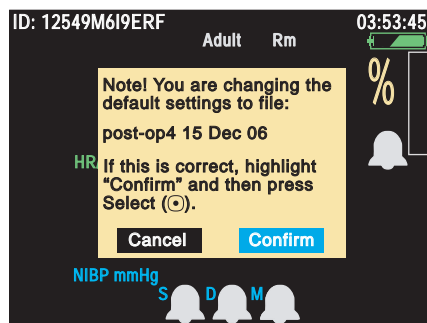 ID: 12549M6I9ERF
03:53:45
Adult Rm
Note! You are changing the
default settings to file:
%
post-op4 15 Dec 06
HR
If this is correct, highlight
“Confirm” and then press
Select (⊙).
Cancel Confirm
NIBP mmHg
S D M